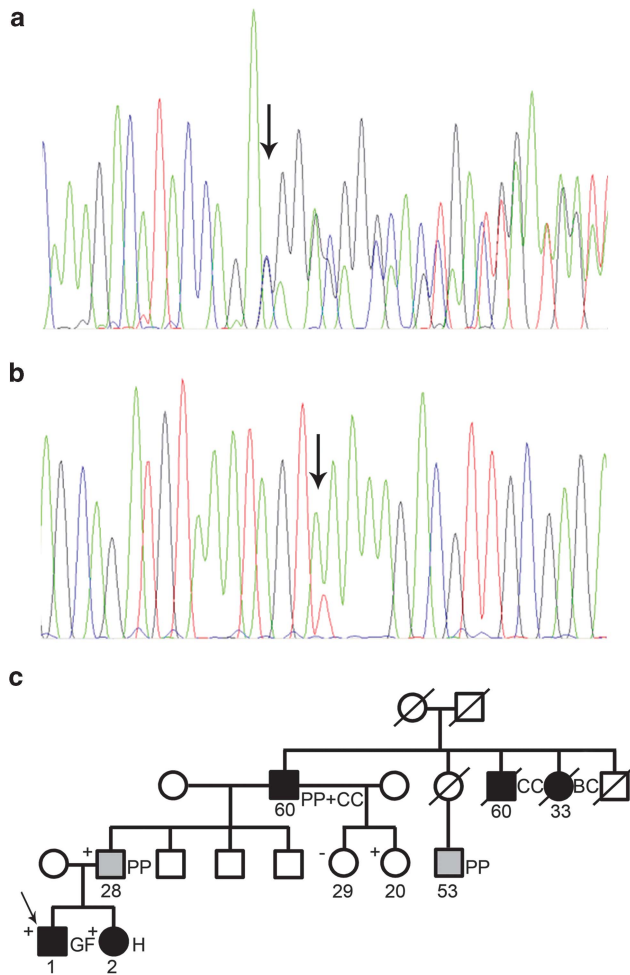 a
b
c
60 PP+CC
60 CC
33 BC
+ 28 PP
- 29
+ 20
53 PP
+ 1 GF
+ 2 H